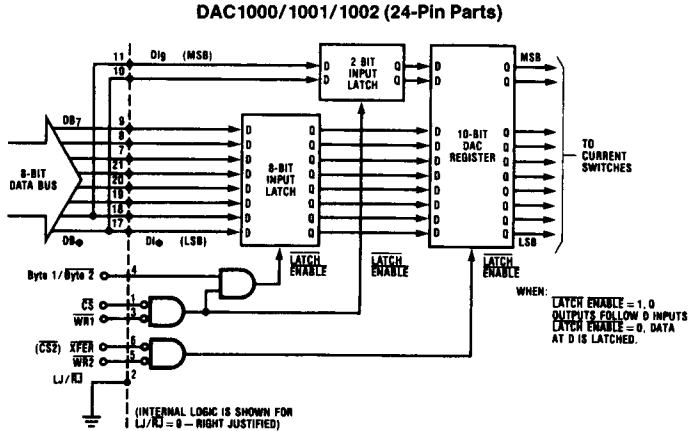 DAC1000/1001/1002 (24-Pin Parts)
11 DI9 (MSB)
10
D Q
D Q
2 BIT
INPUT
LATCH
D Q
D Q
MSB
DB7
9
8
7
21
20
19
18
17
8-BIT
DATA BUS
D Q
D Q
D Q
D Q
D Q
D Q
D Q
D Q
8-BIT
INPUT
LATCH
D Q
D Q
D Q
D Q
D Q
D Q
D Q
D Q
10-BIT
DAC
REGISTER
TO
CURRENT
SWITCHES
DB0 DI0 (LSB)
LSB
LATCH
ENABLE
LATCH
ENABLE
LATCH
ENABLE
Byte 1/Byte 2 4
CS 1
WR1 3
(CS2) XFER 6
WR2 5
LJ/RJ 2
WHEN:
LATCH ENABLE = 1, Q
OUTPUTS FOLLOW D INPUTS
LATCH ENABLE = 0, DATA
AT D IS LATCHED.
(INTERNAL LOGIC IS SHOWN FOR
LJ/RJ = 0 – RIGHT JUSTIFIED)